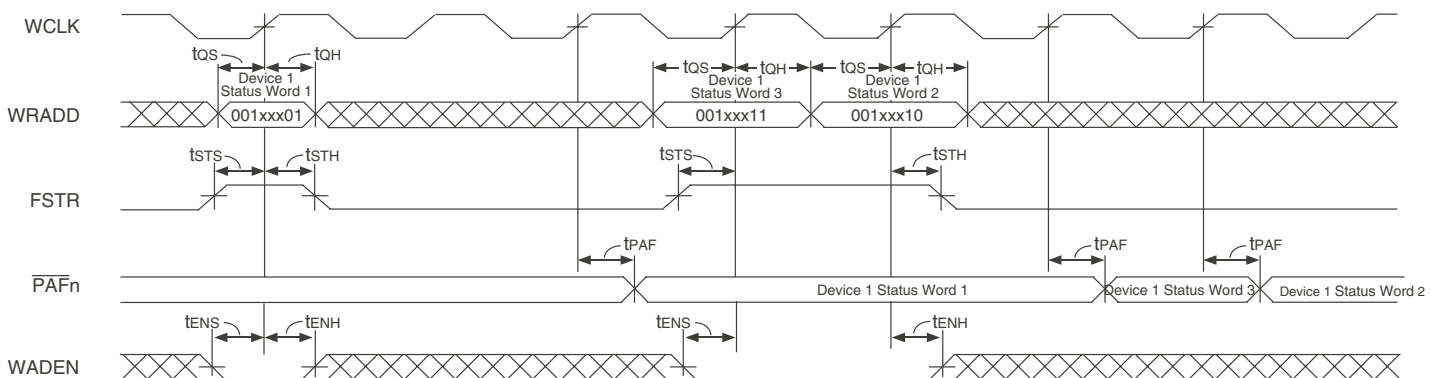 WCLK
tQS tQH tQS tQH tQS tQH
Device 1 Status Word 1
Device 1 Status Word 3
Device 1 Status Word 2
WRADD
001xxx01
001xxx11
001xxx10
tSTS tSTH tSTS tSTH
FSTR
tPAF tPAF tPAF
PAFn
Device 1 Status Word 1
Device 1 Status Word 3
Device 1 Status Word 2
tENS tENH tENS tENH
WADEN